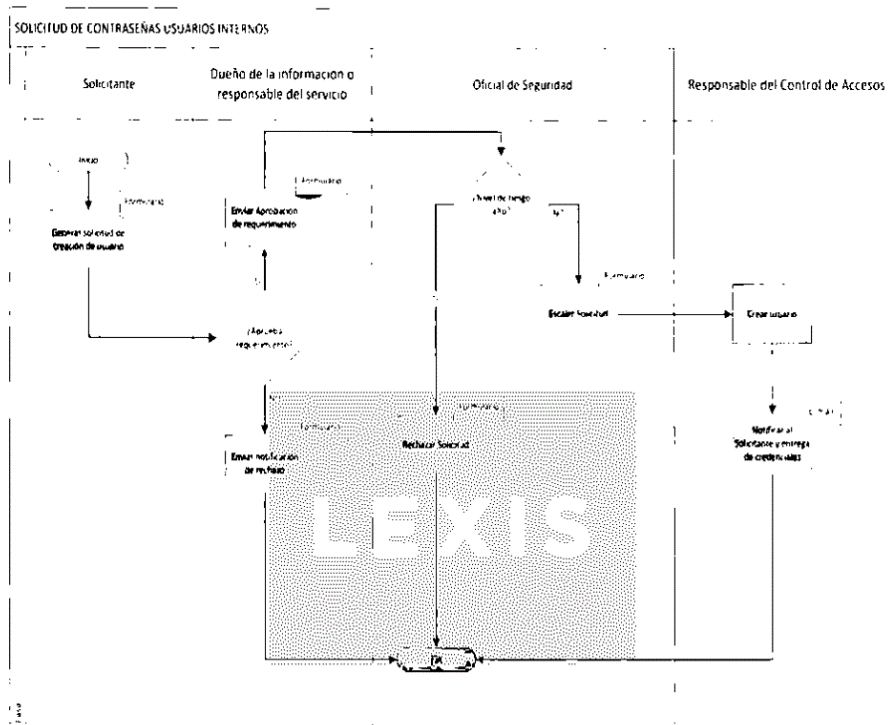 SOLICITUD DE CONTRASEÑAS USUARIOS INTERNOS
Solicitante
Dueño de la información o
responsable del servicio
Oficial de Seguridad
Responsable del Control de Accesos
Inicio
Formulario
Generar solicitud de
creación de usuario
Formulario
Enviar Aprobación
de requerimiento
¿Nivel de riesgo
alto?
No
Formulario
Escalar Solicitud
Crear usuario
¿Aprueba
requerimiento?
No
Formulario
Enviar notificación
de rechazo
Formulario
Rechazar Solicitud
Notificar al
Solicitante y entrega
de credenciales
LEXIS
Fase